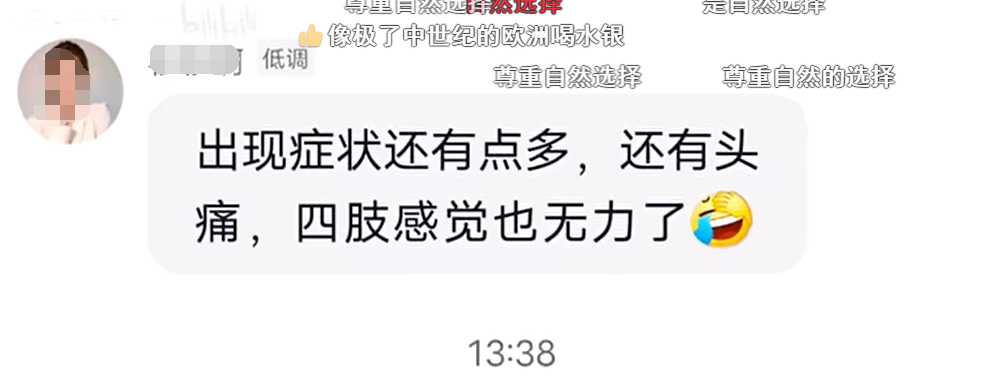 尊重自然选择
自然选择
是自然选择
像极了中世纪的欧洲喝水银
低调
尊重自然选择
尊重自然的选择
出现症状还有点多，还有头
痛，四肢感觉也无力了
13:38